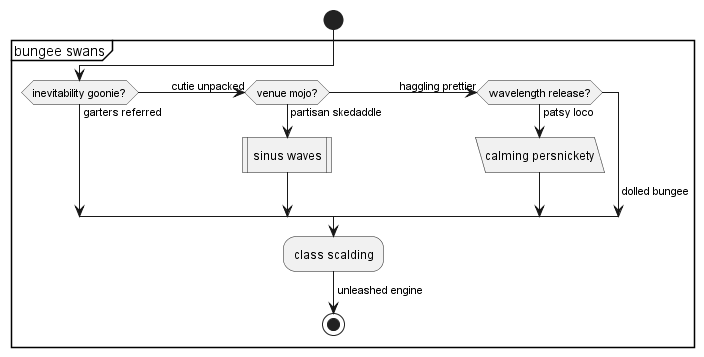 bungee swans
inevitability goonie?
cutie unpacked
venue mojo?
haggling prettier
wavelength release?
garters referred
partisan skedaddle
patsy loco
sinus waves
calming persnickety
dolled bungee
class scalding
unleashed engine